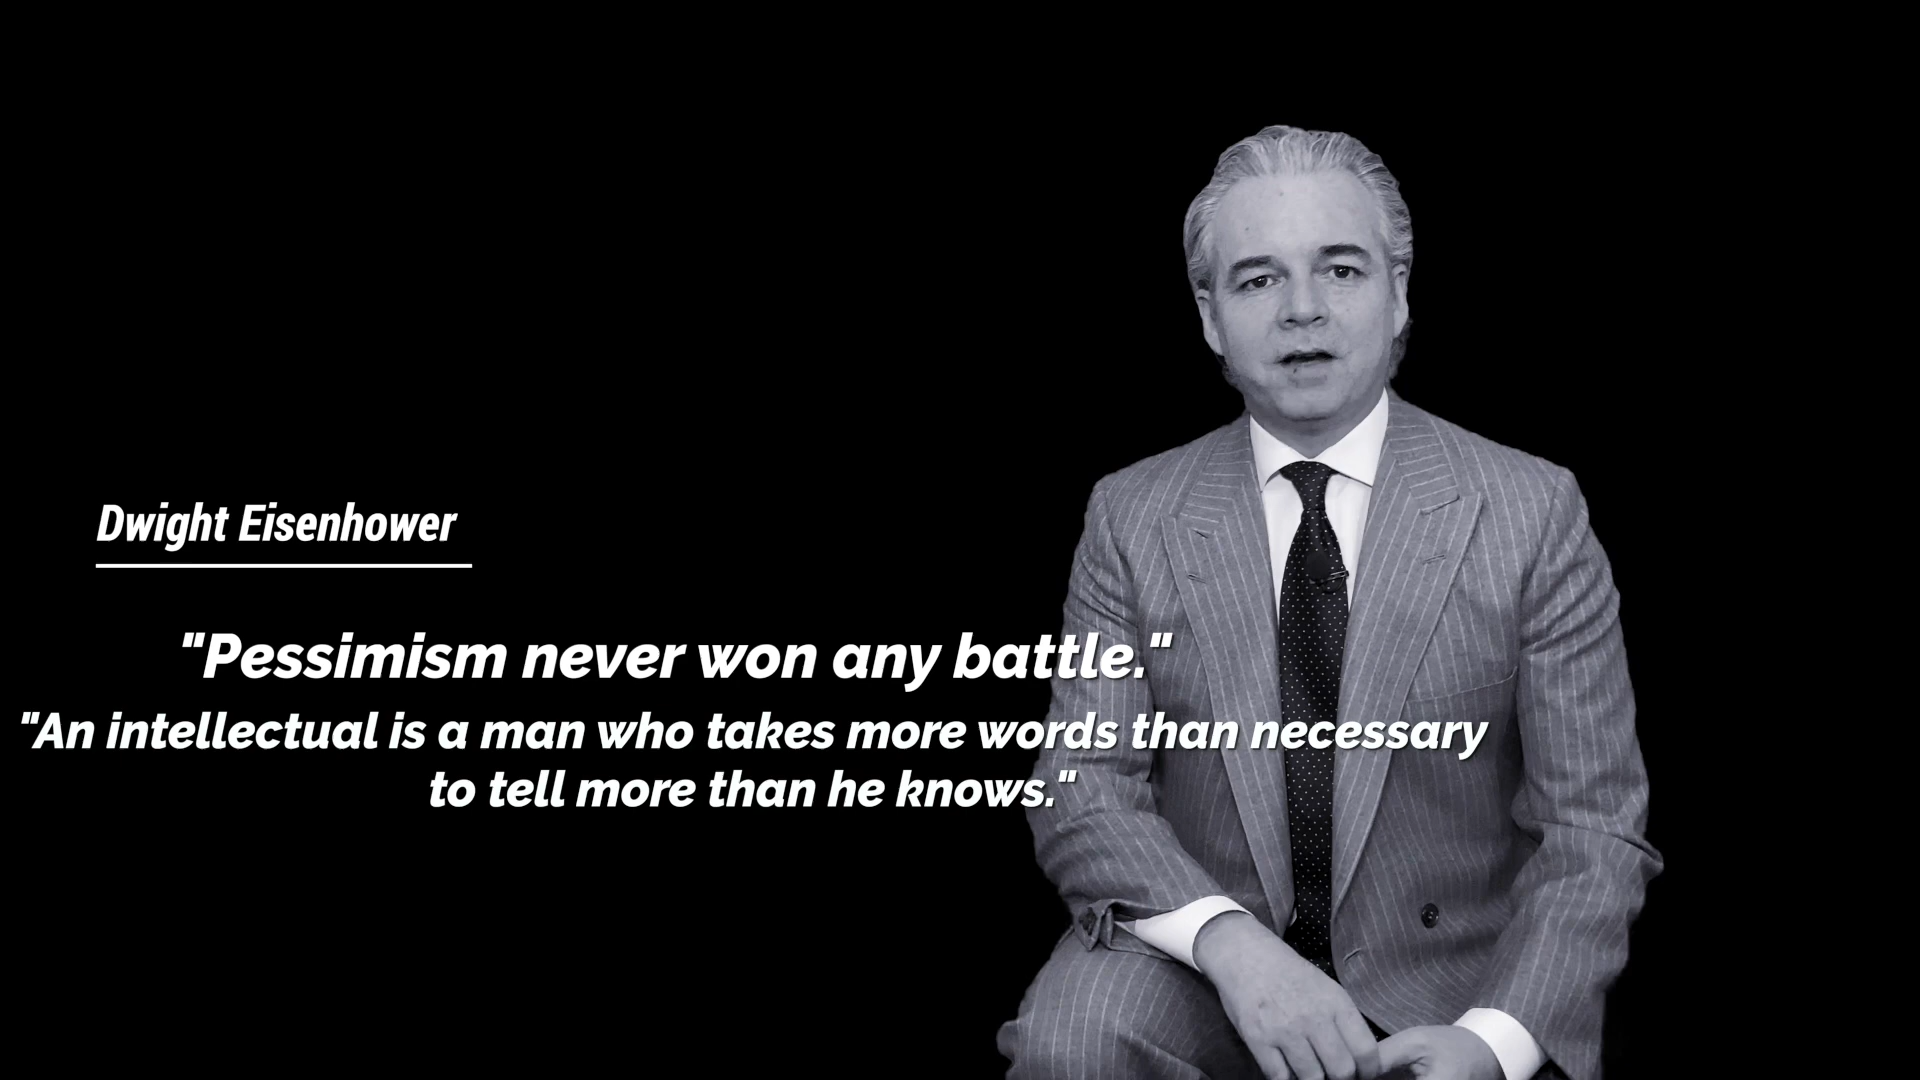 Dwight Eisenhower
"Pessimism never won any battle."
"An intellectual is a man who takes more words than necessary
to tell more than he knows."